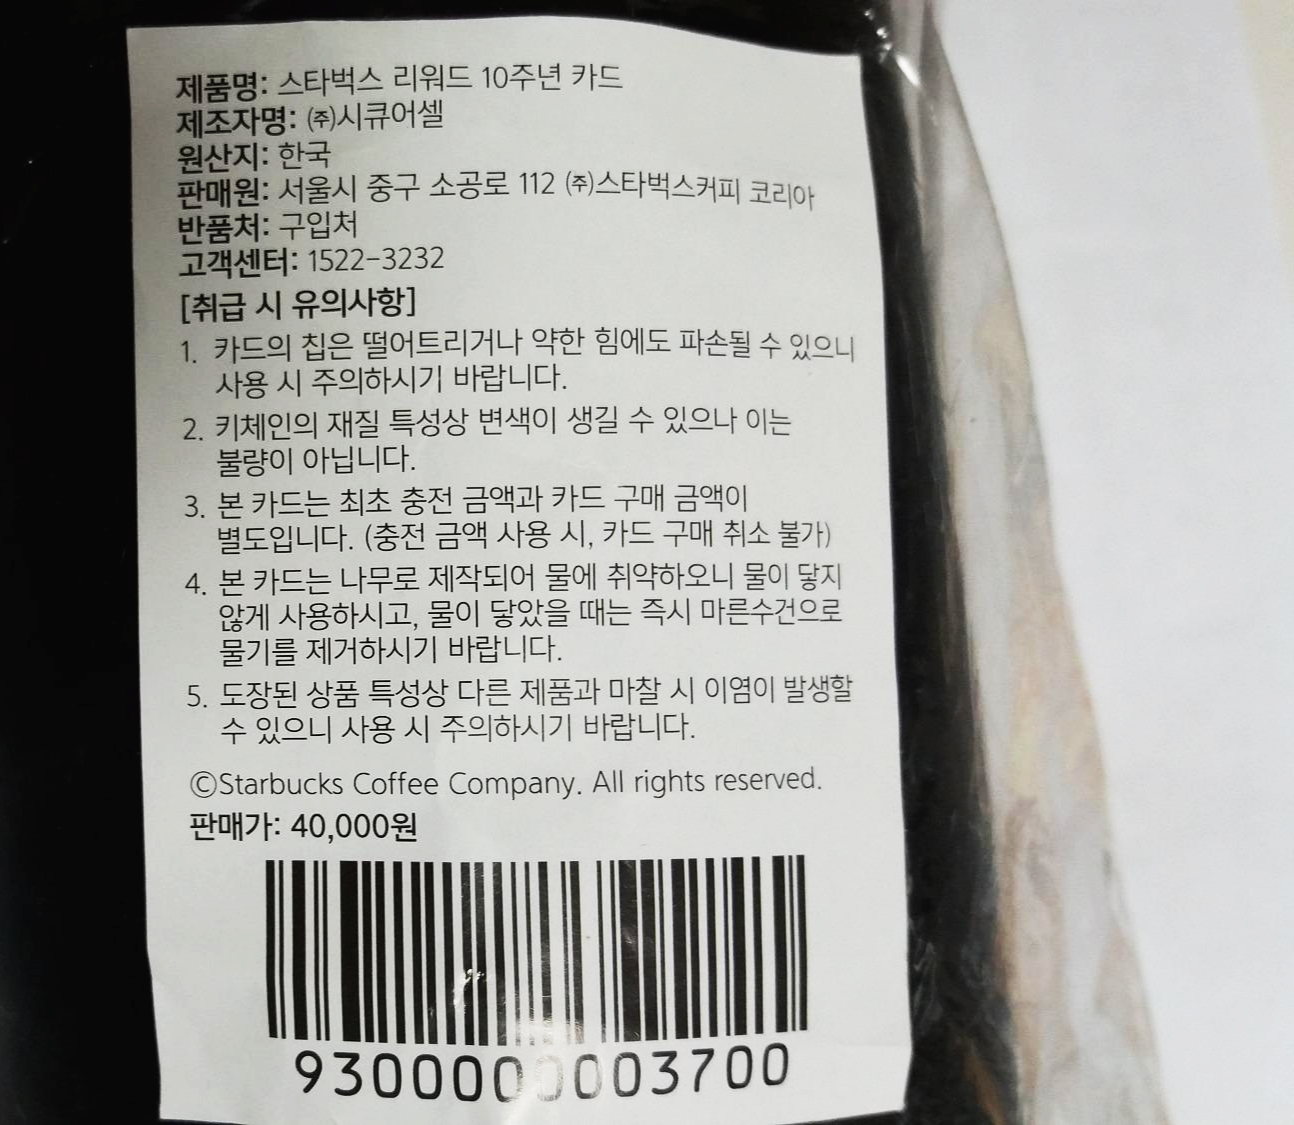 제품명: 스타벅스 리워드 10주년 카드
제조자명: ㈜시큐어셀
원산지: 한국
판매원: 서울시 중구 소공로 112 ㈜스타벅스커피 코리아
반품처: 구입처
고객센터: 1522-3232
[취급 시 유의사항]
1. 카드의 칩은 떨어트리거나 약한 힘에도 파손될 수 있으니
사용 시 주의하시기 바랍니다.
2. 키체인의 재질 특성상 변색이 생길 수 있으나 이는
불량이 아닙니다.
3. 본 카드는 최초 충전 금액과 카드 구매 금액이
별도입니다. (충전 금액 사용 시, 카드 구매 취소 불가)
4. 본 카드는 나무로 제작되어 물에 취약하오니 물이 닿지
않게 사용하시고, 물이 닿았을 때는 즉시 마른수건으로
물기를 제거하시기 바랍니다.
5. 도장된 상품 특성상 다른 제품과 마찰 시 이염이 발생할
수 있으니 사용 시 주의하시기 바랍니다.
ⓒStarbucks Coffee Company. All rights reserved.
판매가: 40,000원
9300000003700